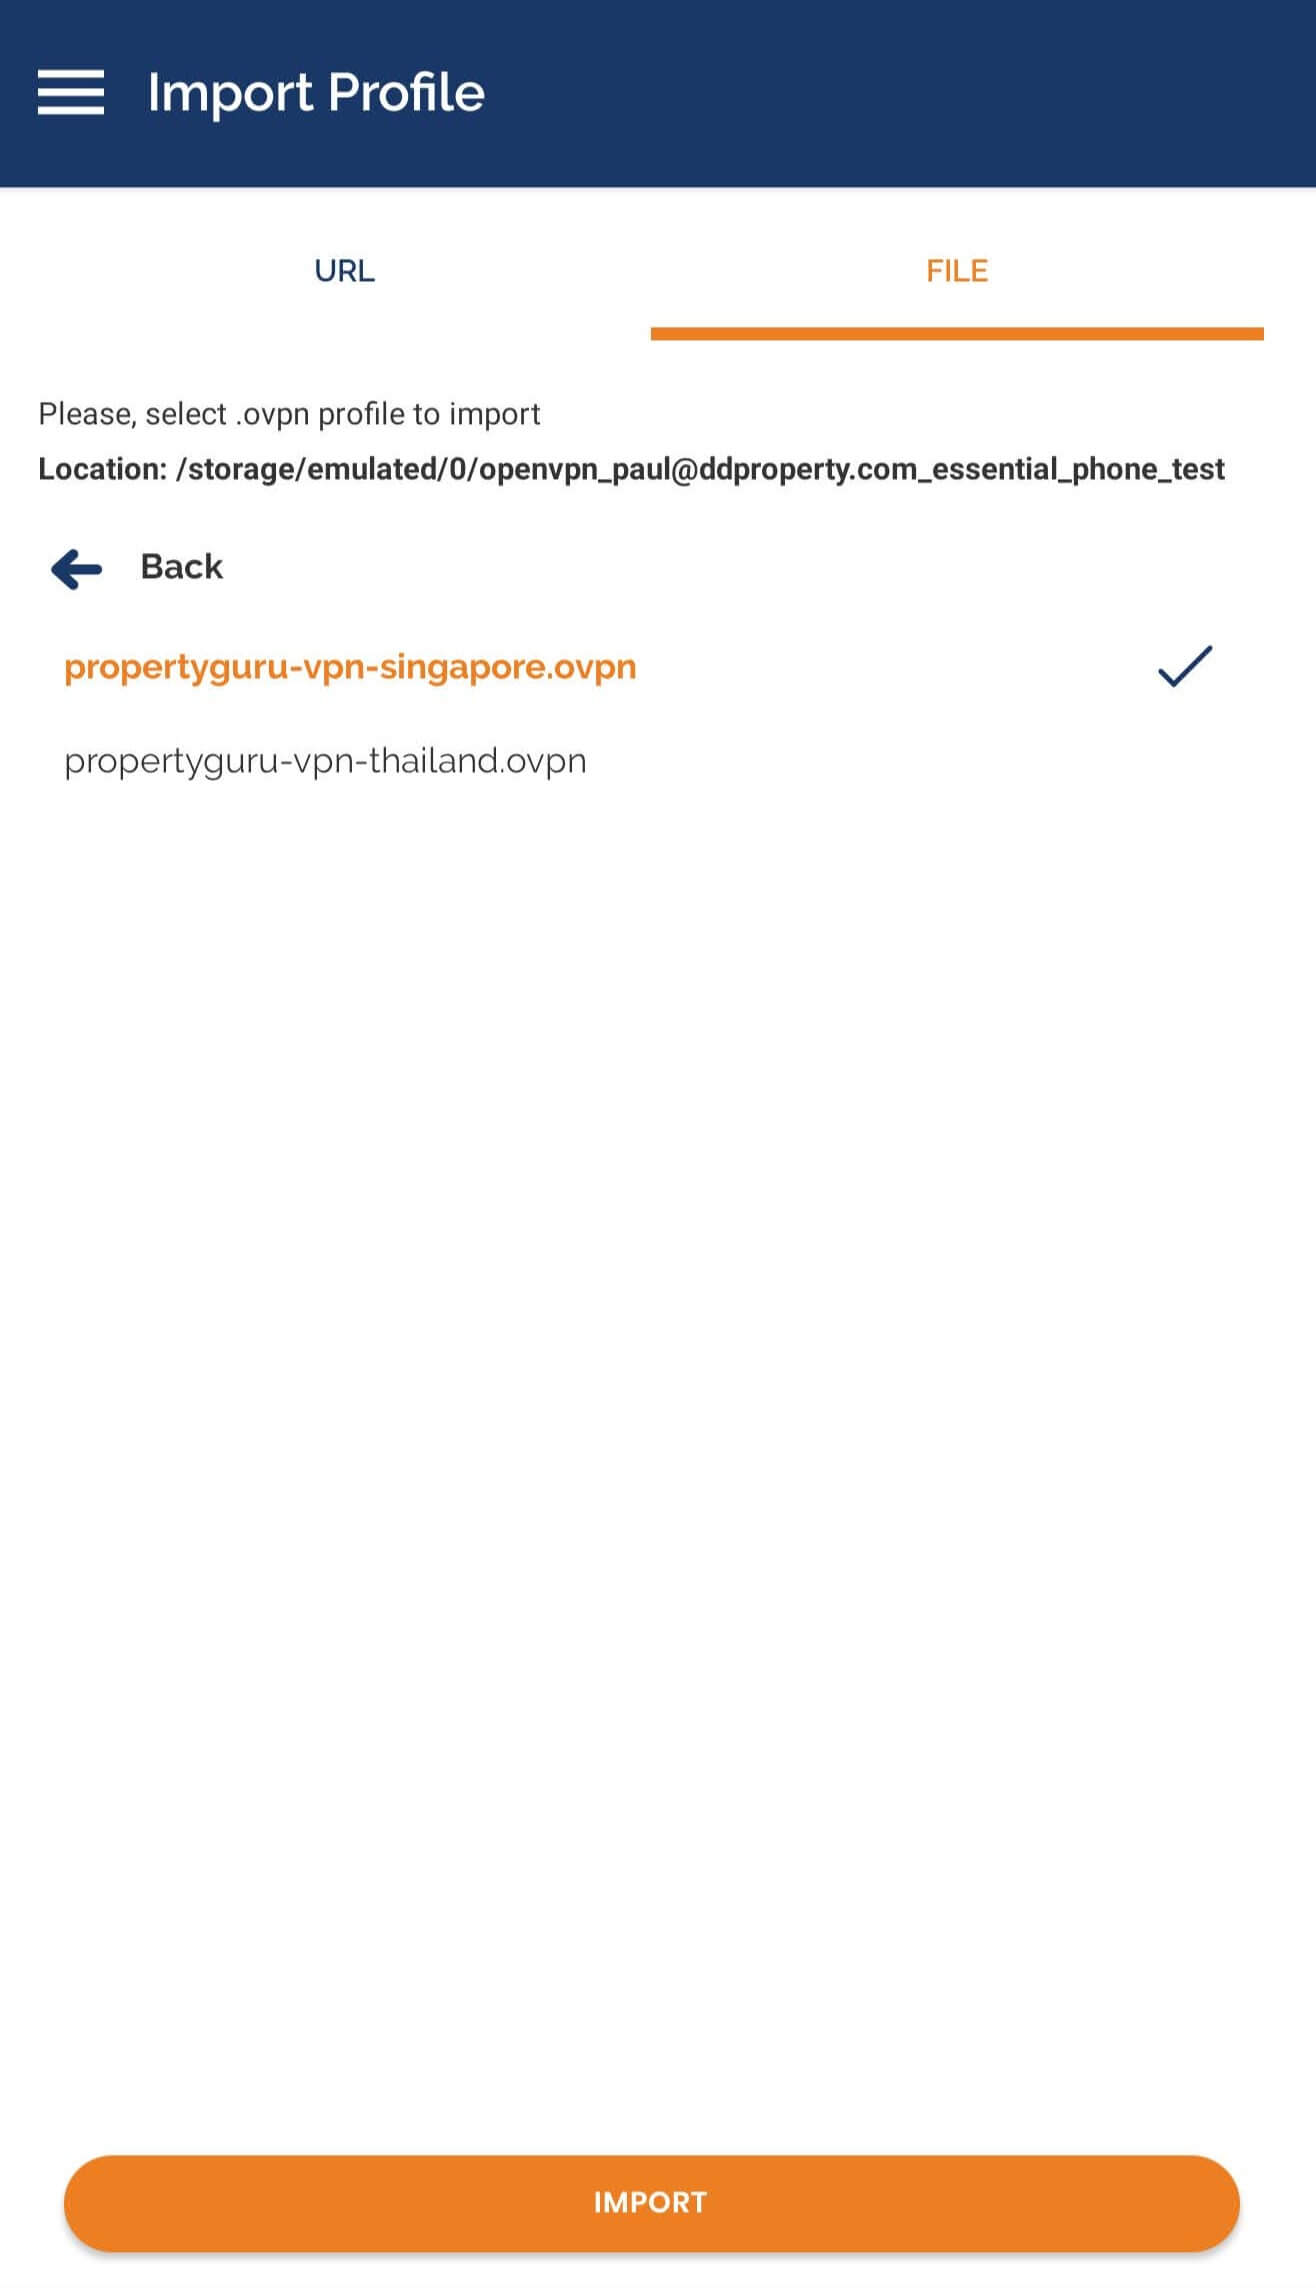 Import Profile
URL
FILE
Please, select .ovpn profile to import
Location: /storage/emulated/0/openvpn_paul@ddproperty.com_essential_phone_test
Back
propertyguru-vpn-singapore.ovpn
propertyguru-vpn-thailand.ovpn
IMPORT